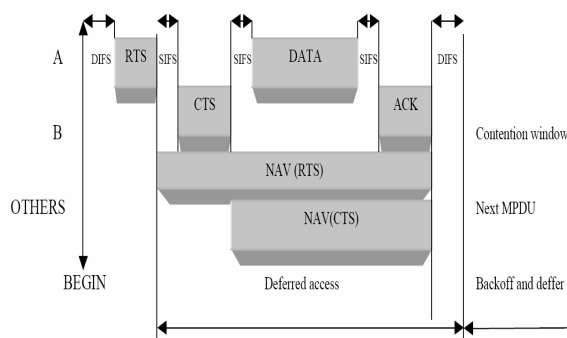 A
DIFS
RTS
SIFS
SIFS
DATA
SIFS
DIFS
B
CTS
ACK
Contention window
NAV (RTS)
OTHERS
NAV(CTS)
Next MPDU
BEGIN
Deferred access
Backoff and deffer